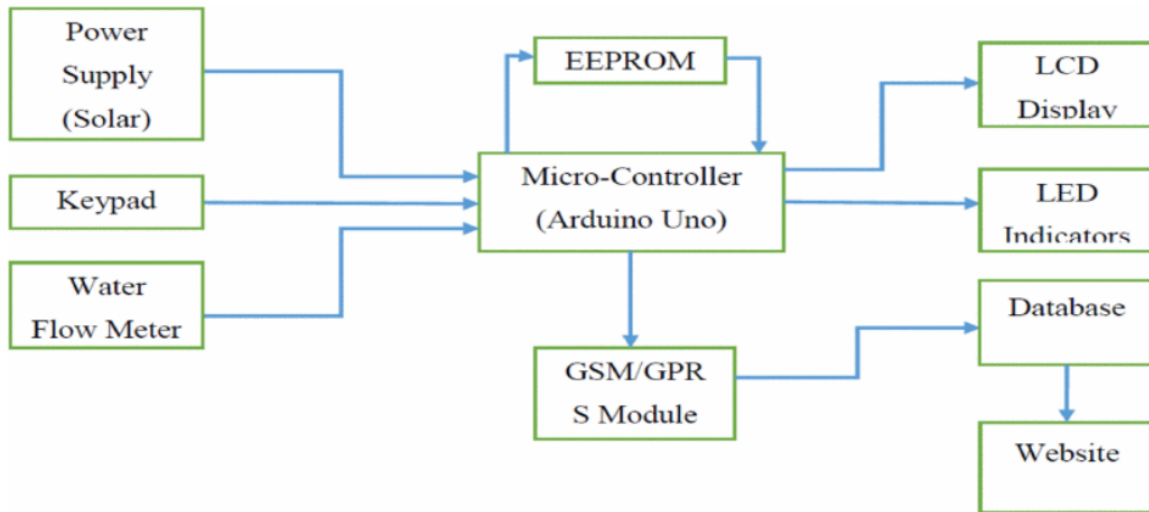 Power
Supply
(Solar)
Keypad
Water
Flow Meter
EEPROM
Micro-Controller
(Arduino Uno)
GSM/GPR
S Module
LCD
Display
LED
Indicators
Database
Website